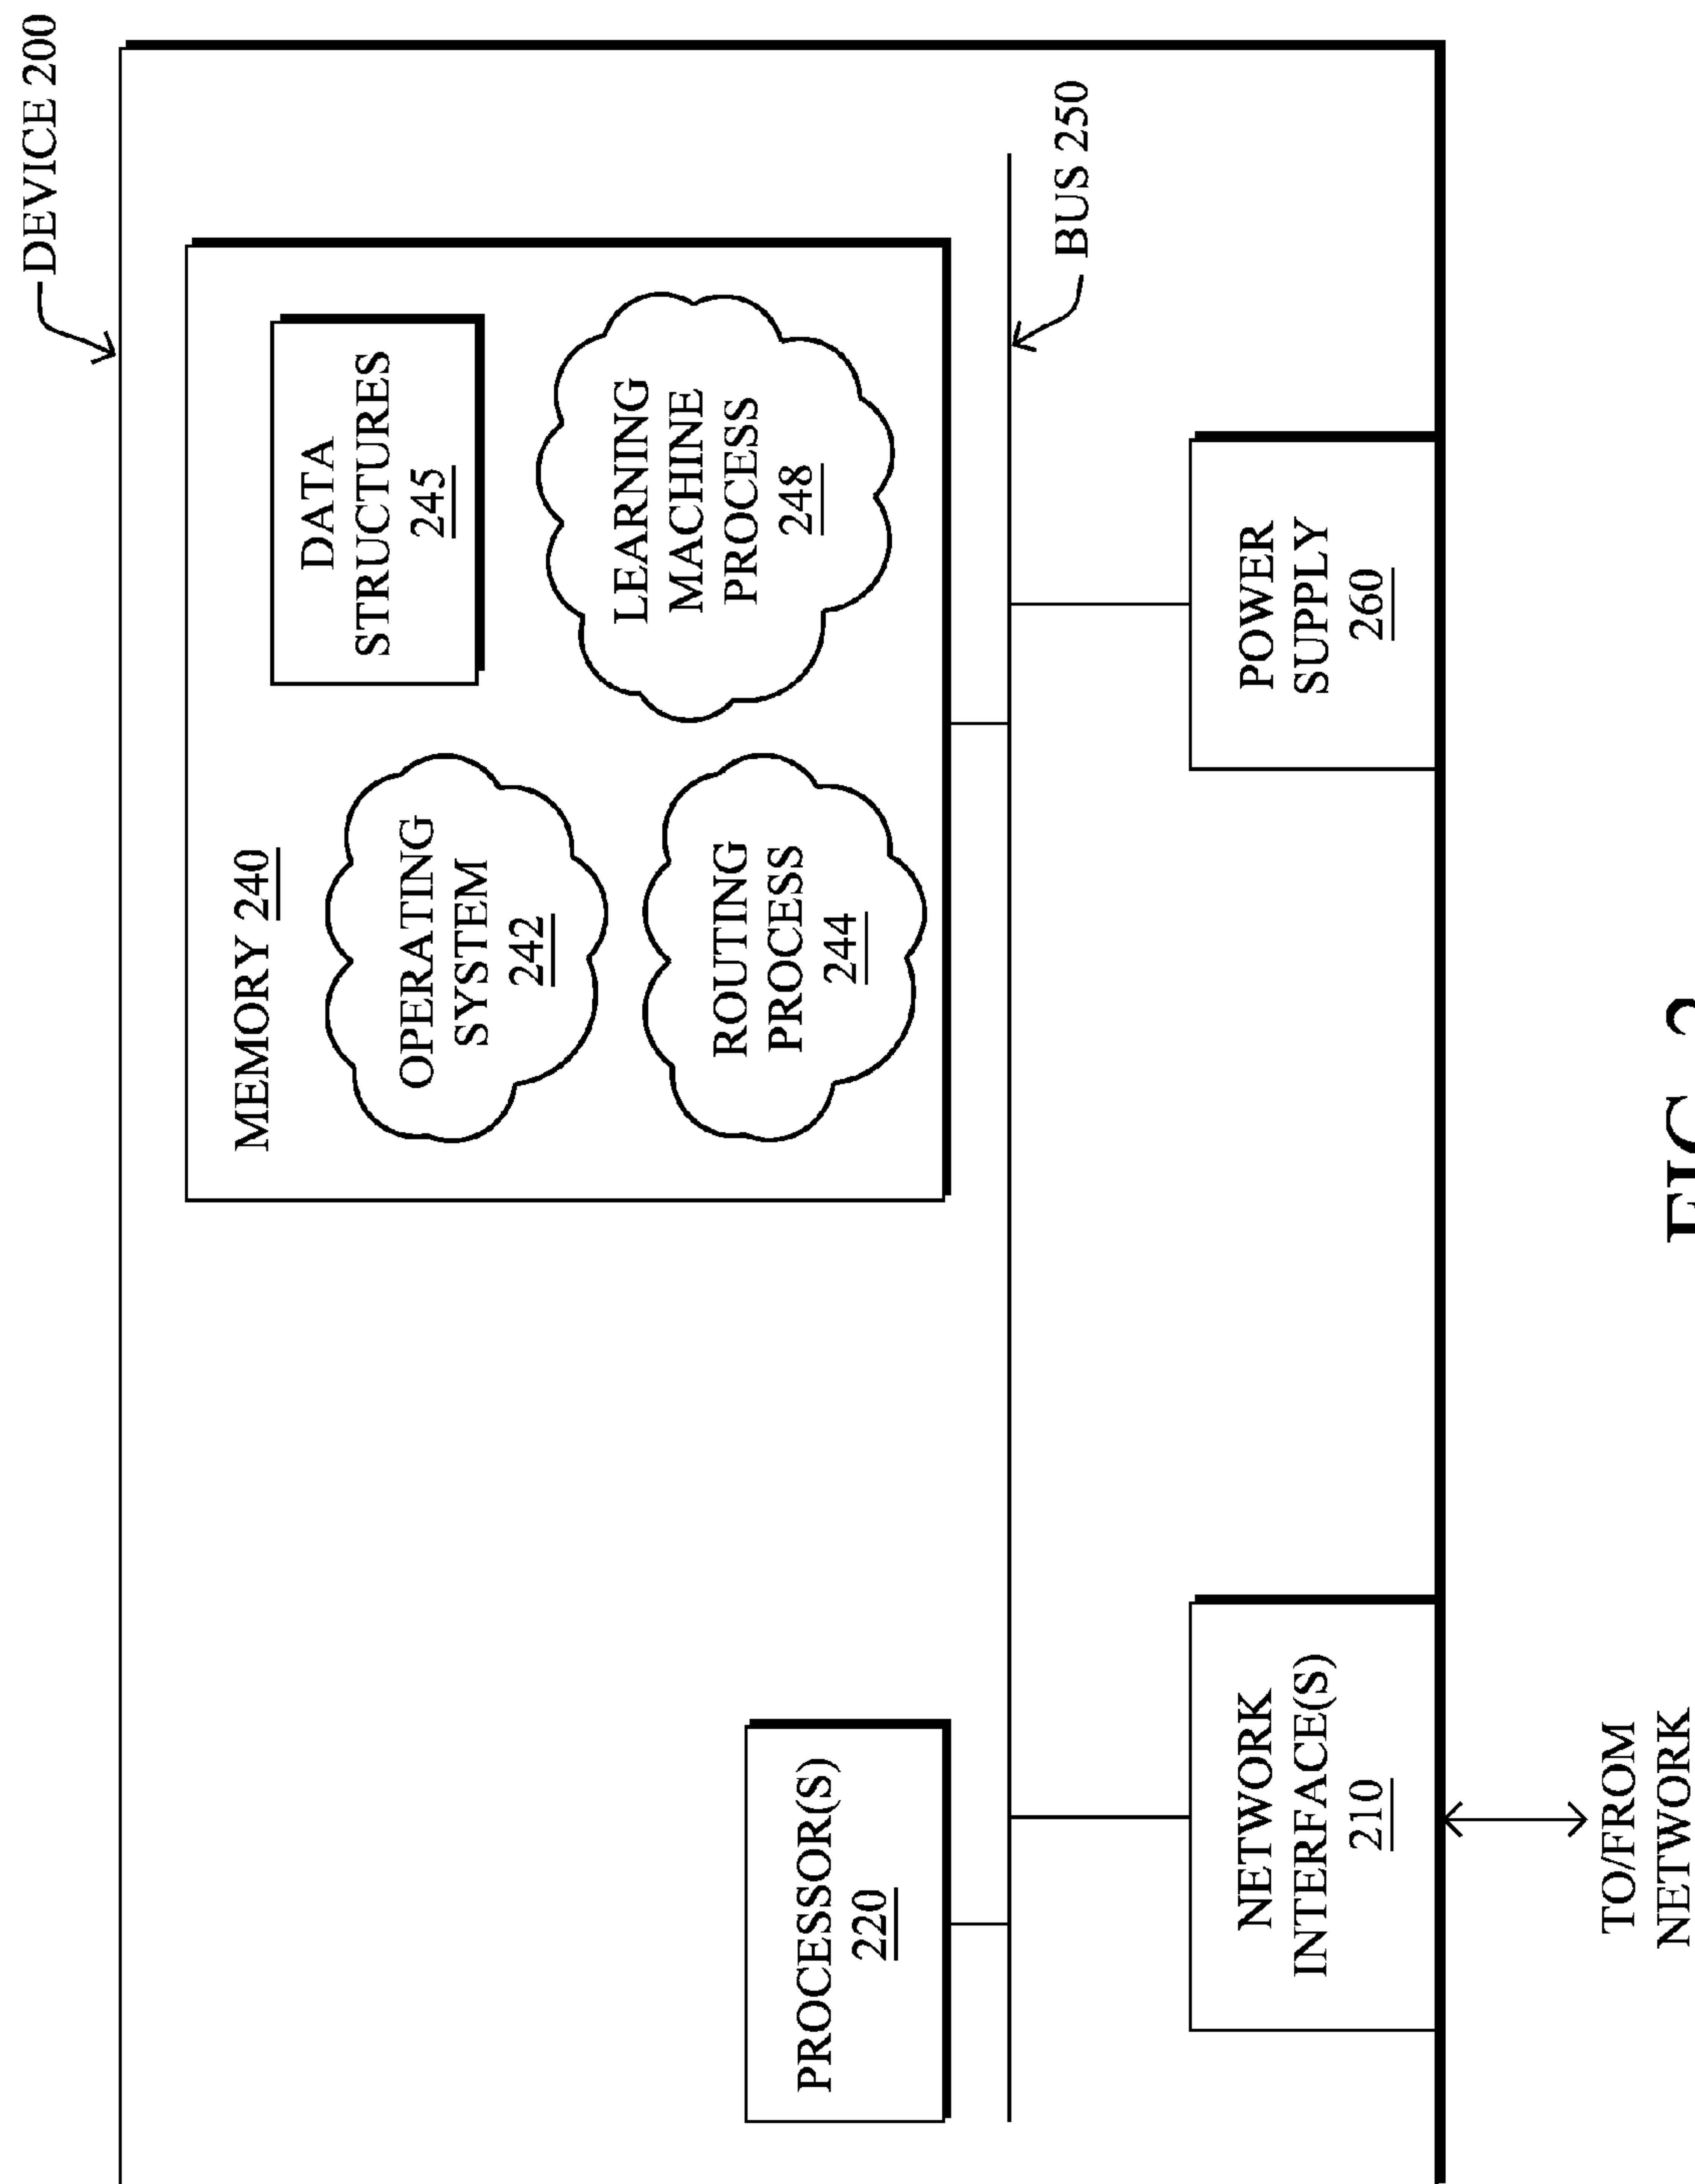 DEVICE 200
MEMORY 240
OPERATING
SYSTEM
242
ROUTING
PROCESS
244
DATA
STRUCTURES
245
LEARNING
MACHINE
PROCESS
248
PROCESSOR(S)
220
BUS 250
NETWORK
INTERFACE(S)
210
POWER
SUPPLY
260
TO/FROM
NETWORK
FIG.